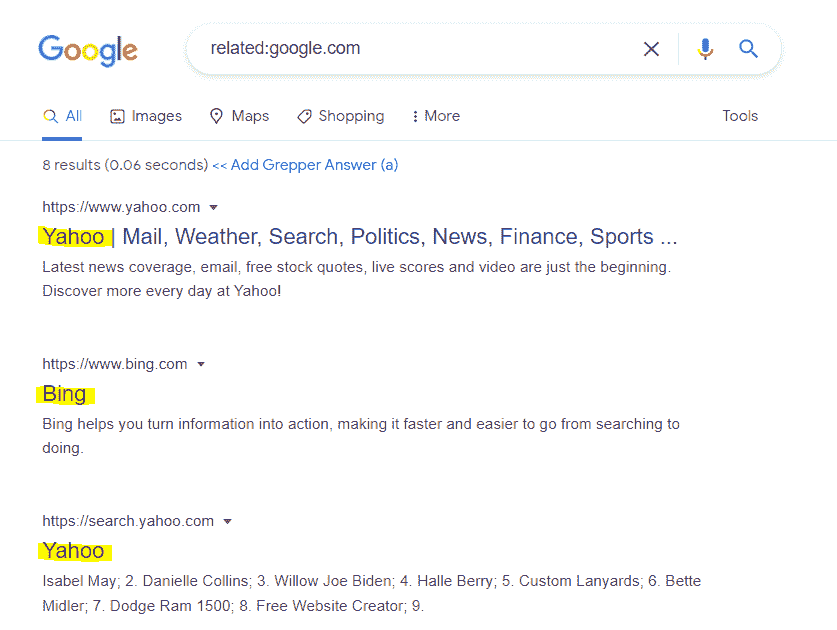 Google
related:google.com
All Images Maps Shopping More Tools
8 results (0.06 seconds) << Add Grepper Answer (a)
https://www.yahoo.com
Yahoo | Mail, Weather, Search, Politics, News, Finance, Sports ...
Latest news coverage, email, free stock quotes, live scores and video are just the beginning.
Discover more every day at Yahoo!
https://www.bing.com
Bing
Bing helps you turn information into action, making it faster and easier to go from searching to
doing.
https://search.yahoo.com
Yahoo
Isabel May; 2. Danielle Collins; 3. Willow Joe Biden; 4. Halle Berry; 5. Custom Lanyards; 6. Bette
Midler; 7. Dodge Ram 1500; 8. Free Website Creator; 9.